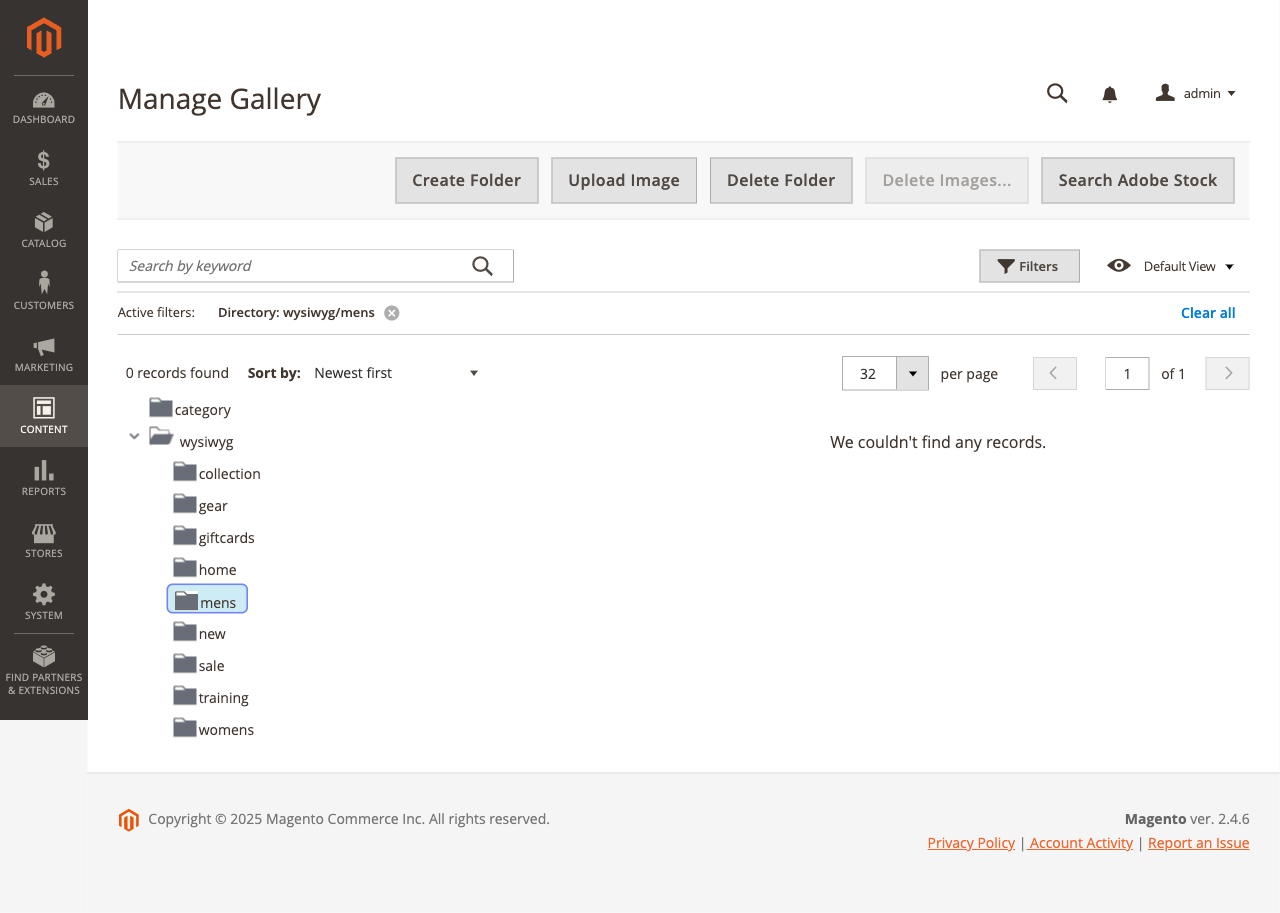 Manage Gallery
admin
DASHBOARD
SALES
CATALOG
CUSTOMERS
MARKETING
CONTENT
REPORTS
STORES
SYSTEM
FIND PARTNERS
& EXTENSIONS
Create Folder
Upload Image
Delete Folder
Delete Images...
Search Adobe Stock
Search by keyword
Filters
Default View
Active filters:
Directory: wysiwyg/mens
Clear all
0 records found
Sort by:
Newest first
32
per page
1
of 1
category
wysiwyg
collection
gear
giftcards
home
mens
new
sale
training
womens
We couldn't find any records.
Copyright © 2025 Magento Commerce Inc. All rights reserved.
Magento ver. 2.4.6
Privacy Policy | Account Activity | Report an Issue